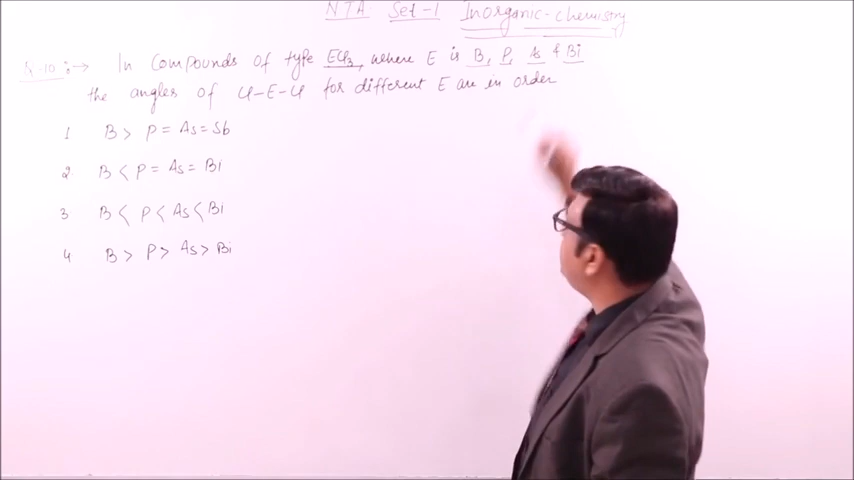 NTA Set-1 Inorganic-chemistry
Q-10 :→ In Compounds of type ECl3, where E is B, P, As & Bi
the angles of Cl-E-Cl for different E are in order
1 B > P = As = Sb
2 B < P = As = Bi
3 B < P < As < Bi
4 B > P > As > Bi